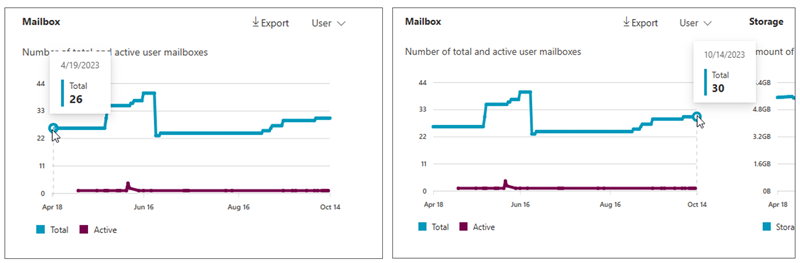 Mailbox
Export
User
Number of total and active user mailboxes
4/19/2023
Total
26
44
33
22
11
0
Apr 18
Jun 16
Aug 16
Oct 14
Total
Active
Mailbox
Export
User
Storage
Number of total and active user mailboxes
mount of
10/14/2023
Total
30
44
33
22
11
0
.4GB
4.8GB
3.2GB
1.6GB
0B
Apr 18
Jun 16
Aug 16
Oct 14
Apr 18
Total
Active
Stora